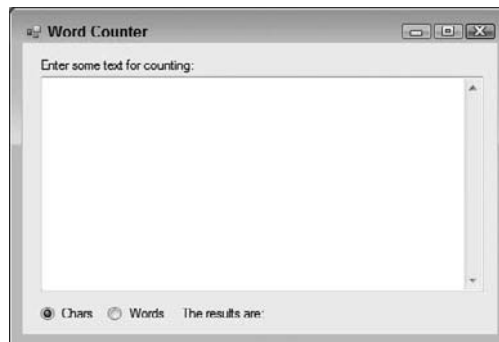 Word Counter
Enter some text for counting:
Chars Words The results are: